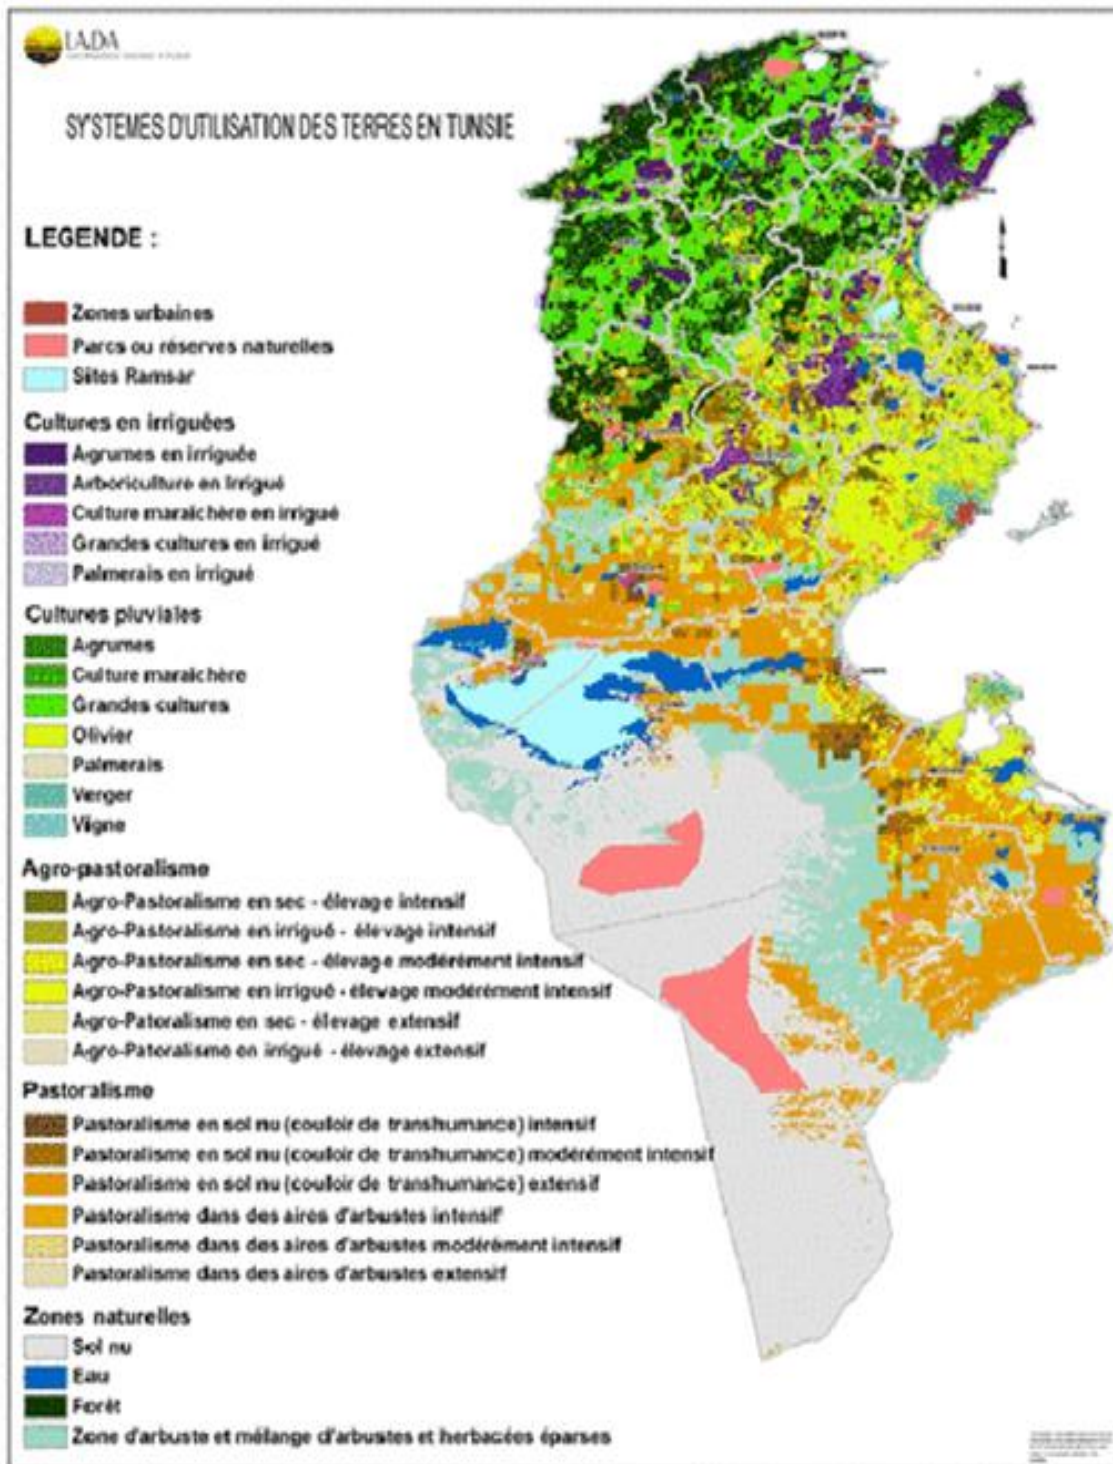 LADA
SYSTEMES D'UTILISATION DES TERRES EN TUNSIE
LEGENDE :
Zones urbaines
Parcs ou réserves naturelles
Sites Ramsar
Cultures en irriguées
Agrumes en irriguée
Arboriculture en Irrigué
Culture maraîchère en irrigué
Grandes cultures en irrigué
Palmerais en irrigué
Cultures pluviales
Agrumes
Culture maraîchère
Grandes cultures
Olivier
Palmerais
Verger
Vigne
Agro-pastoralisme
Agro-Pastoralisme en sec - élevage intensif
Agro-Pastoralisme en irrigué - élevage intensif
Agro-Pastoralisme en sec - élevage modérément intensif
Agro-Pastoralisme en irrigué - élevage modérément intensif
Agro-Patoralisme en sec - élevage extensif
Agro-Patoralisme en irrigué - élevage extensif
Pastoralisme
Pastoralisme en sol nu (couloir de transhumance) intensif
Pastoralisme en sol nu (couloir de transhumance) modérément intensif
Pastoralisme en sol nu (couloir de transhumance) extensif
Pastoralisme dans des aires d'arbustes intensif
Pastoralisme dans des aires d'arbustes modérément intensif
Pastoralisme dans des aires d'arbustes extensif
Zones naturelles
Sol nu
Eau
Forêt
Zone d'arbuste et mélange d'arbustes et herbacées éparses